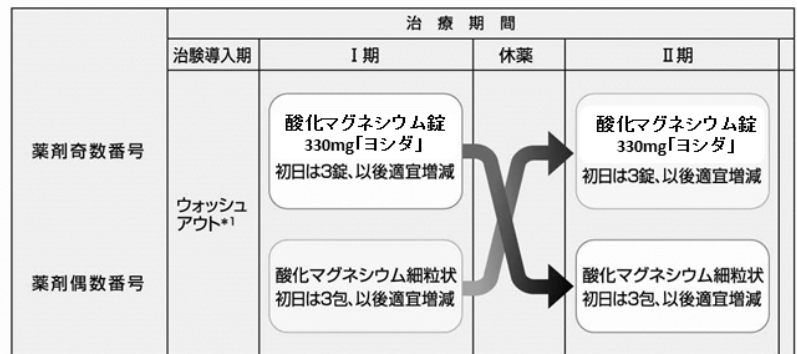 治療期間
治験導入期
Ⅰ期
休薬
Ⅱ期
薬剤奇数番号
ウォッシュ
アウト*1
酸化マグネシウム錠
330mg「ヨシダ」
初日は3錠、以後適宜増減
酸化マグネシウム錠
330mg「ヨシダ」
初日は3錠、以後適宜増減
薬剤偶数番号
酸化マグネシウム細粒状
初日は3包、以後適宜増減
酸化マグネシウム細粒状
初日は3包、以後適宜増減